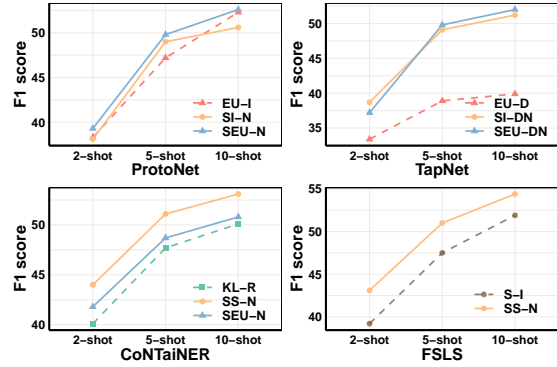 F1 score
50
45
40
EU-I
SI-N
SEU-N
2-shot 5-shot 10-shot
ProtoNet
F1 score
50
45
40
35
EU-D
SI-DN
SEU-DN
2-shot 5-shot 10-shot
TapNet
F1 score
50
45
40
KL-R
SS-N
SEU-N
2-shot 5-shot 10-shot
CoNTaiNER
F1 score
55
50
45
40
S-I
SS-N
2-shot 5-shot 10-shot
FSLS